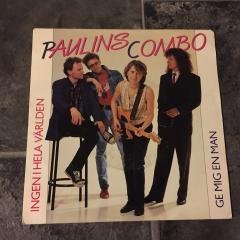 PAULINS COMBO
INGEN I HELA VÄRLDEN
GE MIG EN MAN